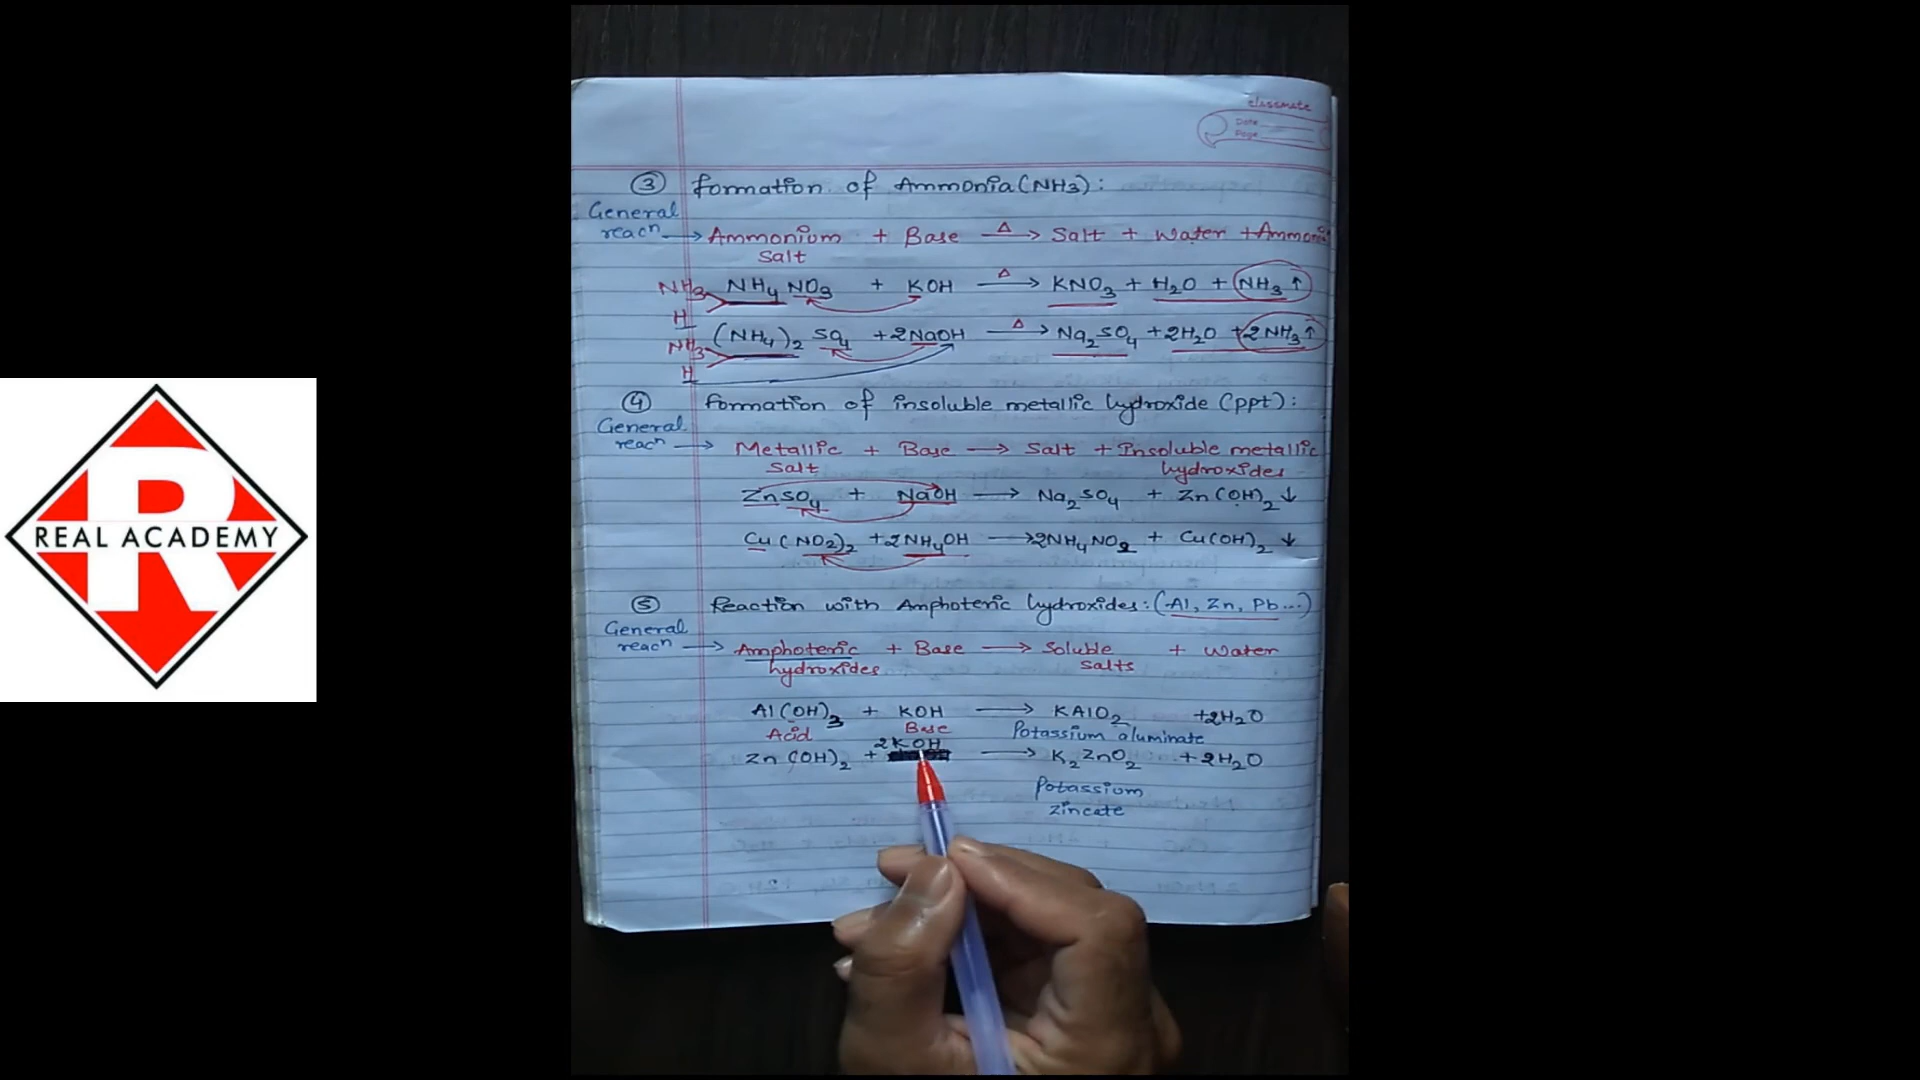 classmate
Date
Page
③ Formation of Ammonia (NH3):
General reacn → Ammonium Salt + Base —Δ→ Salt + Water + Ammoni
NH3 H NH4 NO3 + KOH —Δ→ KNO3 + H2O + NH3↑
NH3 H (NH4)2 SO4 + 2NaOH —Δ→ Na2SO4 + 2H2O + 2NH3↑
④ Formation of insoluble metallic hydroxide (ppt):
General reacn → Metallic Salt + Base → Salt + Insoluble metallic hydroxides
ZnSO4 + NaOH → Na2SO4 + Zn(OH)2↓
Cu(NO2)2 + 2NH4OH → 2NH4NO2 + Cu(OH)2↓
⑤ Reaction with Amphoteric hydroxides: (Al, Zn, Pb...)
General reacn → Amphoteric hydroxides + Base → Soluble salts + Water
Al(OH)3 + KOH → KAlO2 + 2H2O
Acid Base Potassium aluminate
Zn(OH)2 + 2KOH → K2ZnO2 + 2H2O
Potassium
zincate
R
REAL ACADEMY